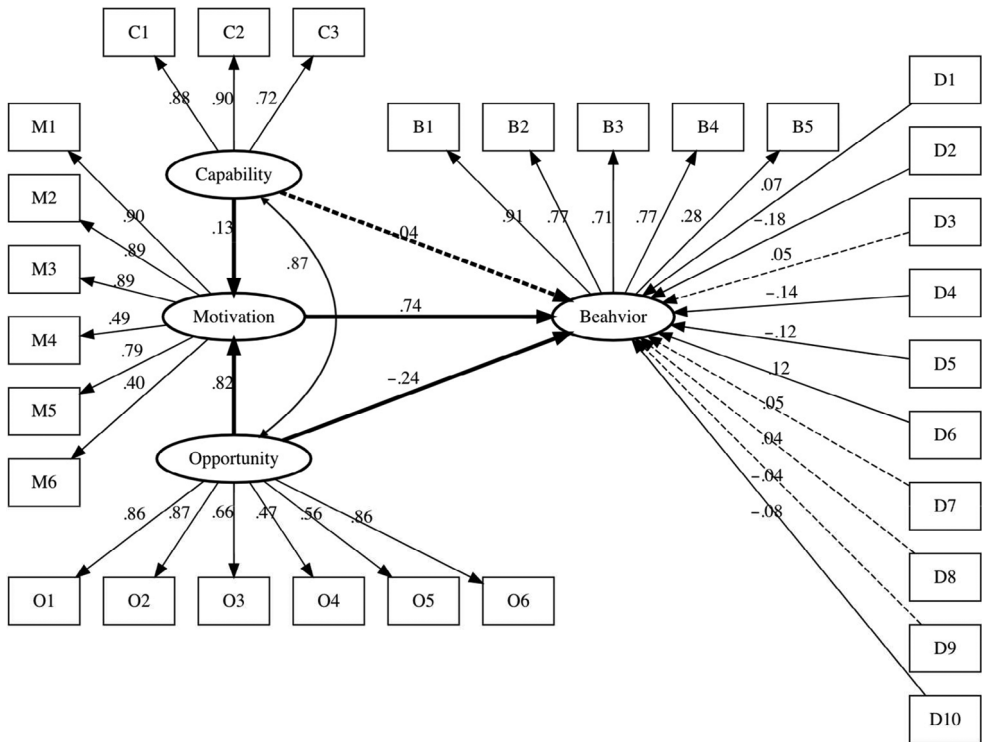 C1 C2 C3
D1
M1 B1 B2 B3 B4 B5
.88 .90 .72
D2
Capability
M2
.07
.90 .91 .77 .71 .77 .28 −.18
D3
.13 .04
.89 .05
M3 .87
.89 −.14
D4
.74
Motivation Beahvior
.49
M4 −.12
.79 D5
.12
.82 −.24
.40
M5 .05
D6
.04
Opportunity
M6 −.04
D7
.86 .87 .66 .47 .56 .86 −.08
D8
O1 O2 O3 O4 O5 O6
D9
D10